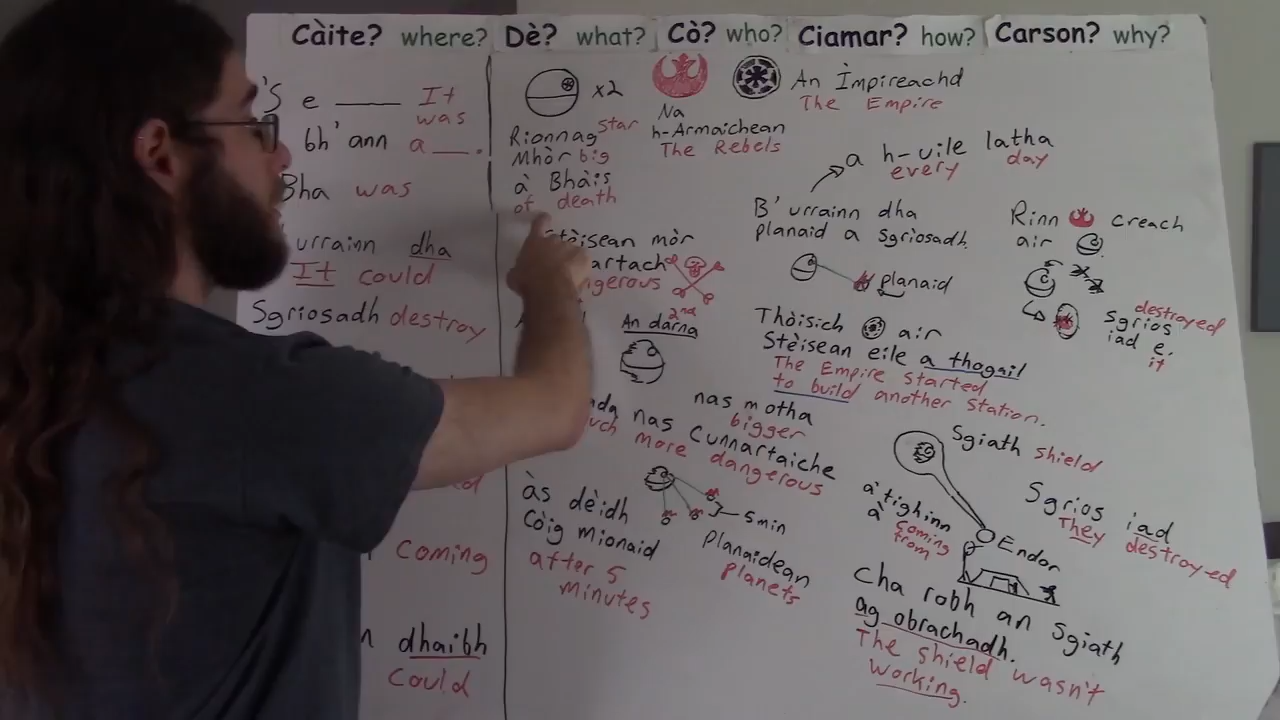 Càite? where? Dè? what? Cò? who? Ciamar? how? Carson? why?
'S e ____ It
was
bh'ann a __.
Bha was
urrainn dha
It could
Sgriosadh destroy
coming
dhaibh
Could
x2
Rionnag Star
Mhòr big
à Bhàis
of death
Na
h-Armaichean
The Rebels
An Ìmpireachd
The Empire
Stèisean mòr
2nd
An dàrna
nas motha
bigger
nas Cunnartaiche
more dangerous
às dèidh
Còig mionaid
after 5
minutes
5 min
Planaidean
planets
a h-uile latha
every day
B'urrainn dha
planaid a Sgriosadh.
planaid
Thòisich air
Stèisean eile a thogail
The Empire Started
to build another Station.
Rinn creach
air
destroyed
Sgrios
iad e.
it
Sgiath shield
a'tighinn
à coming
from
Endor
Sgrios iad
They destroyed
Cha robh an Sgiath
ag obrachadh.
The shield wasn't
working.